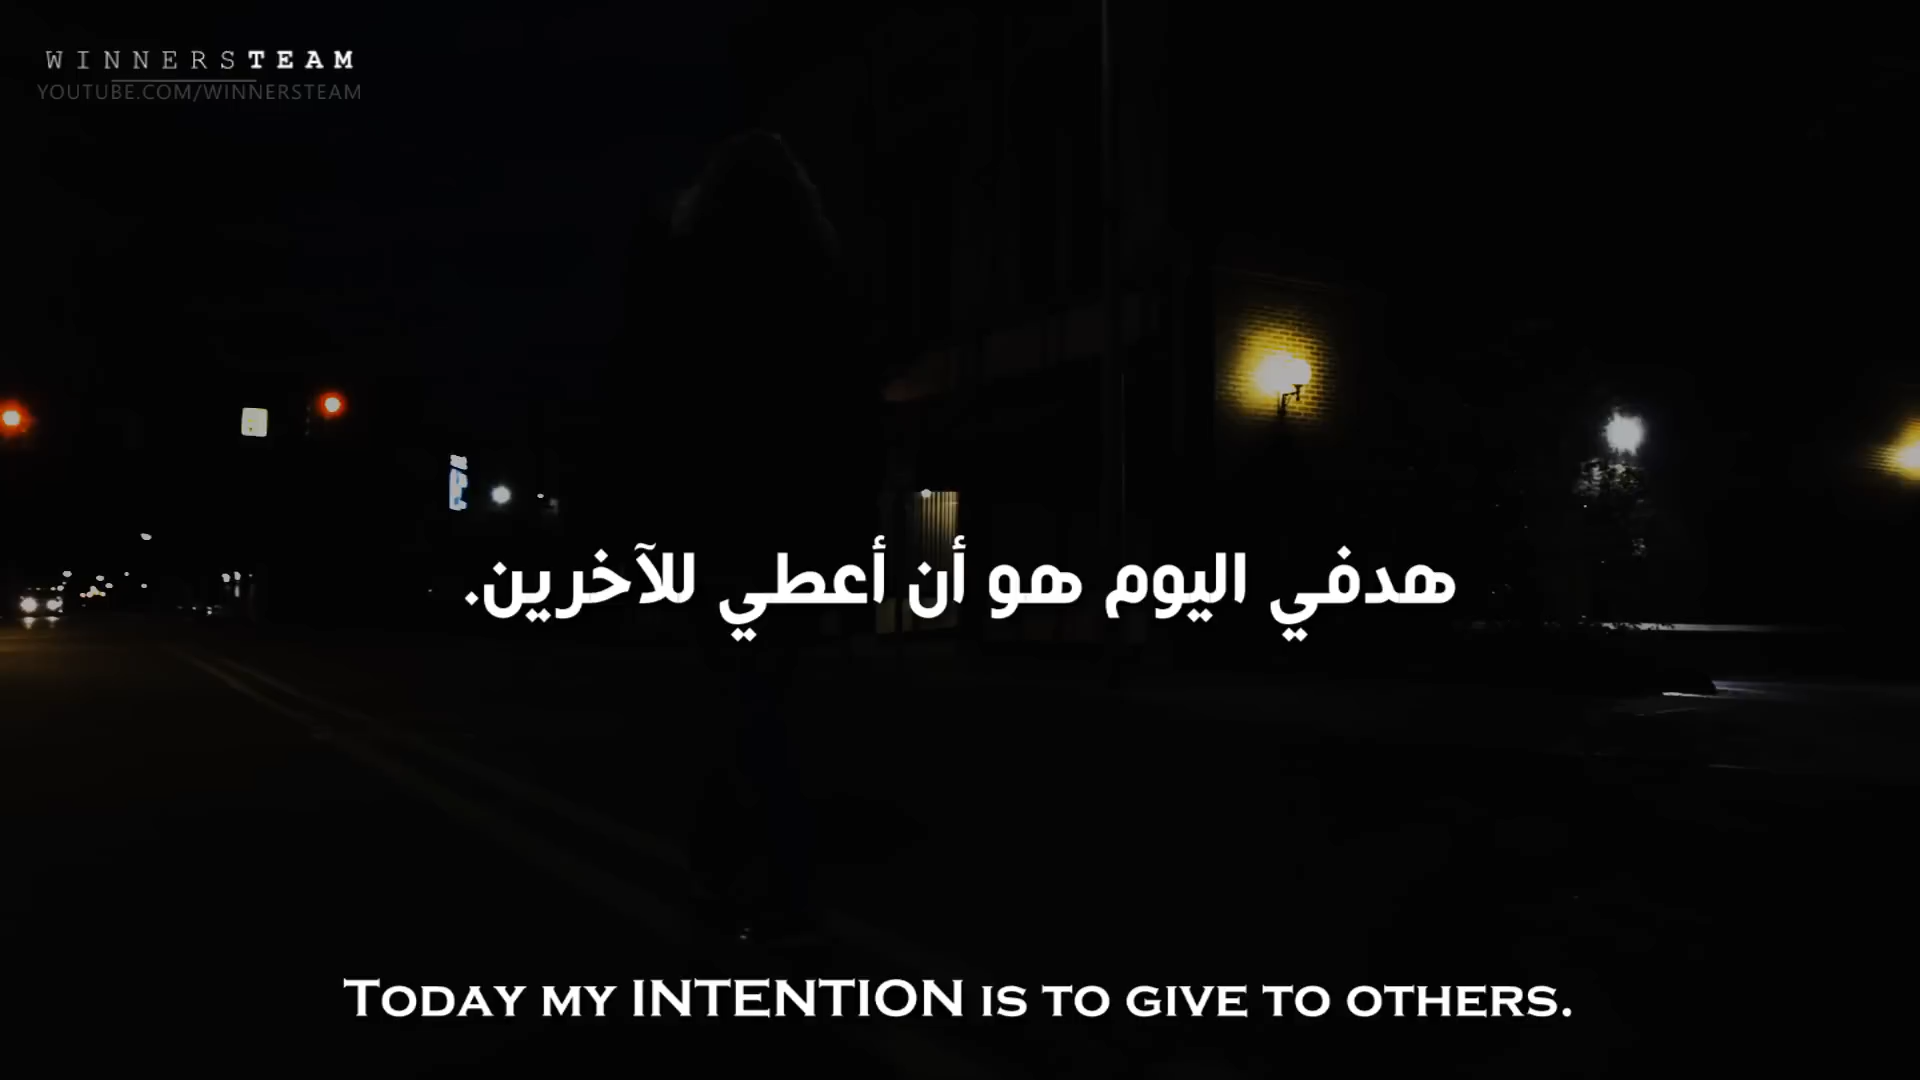 WINNERSTEAM
YOUTUBE.COM/WINNERSTEAM
هدفي اليوم هو أن أعطي للآخرين.
TODAY MY INTENTION IS TO GIVE TO OTHERS.